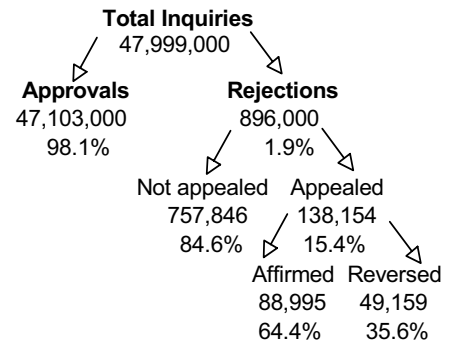 Total Inquiries
47,999,000
Approvals Rejections
47,103,000 896,000
98.1% 1.9%
Not appealed Appealed
757,846 138,154
84.6% 15.4%
Affirmed Reversed
88,995 49,159
64.4% 35.6%